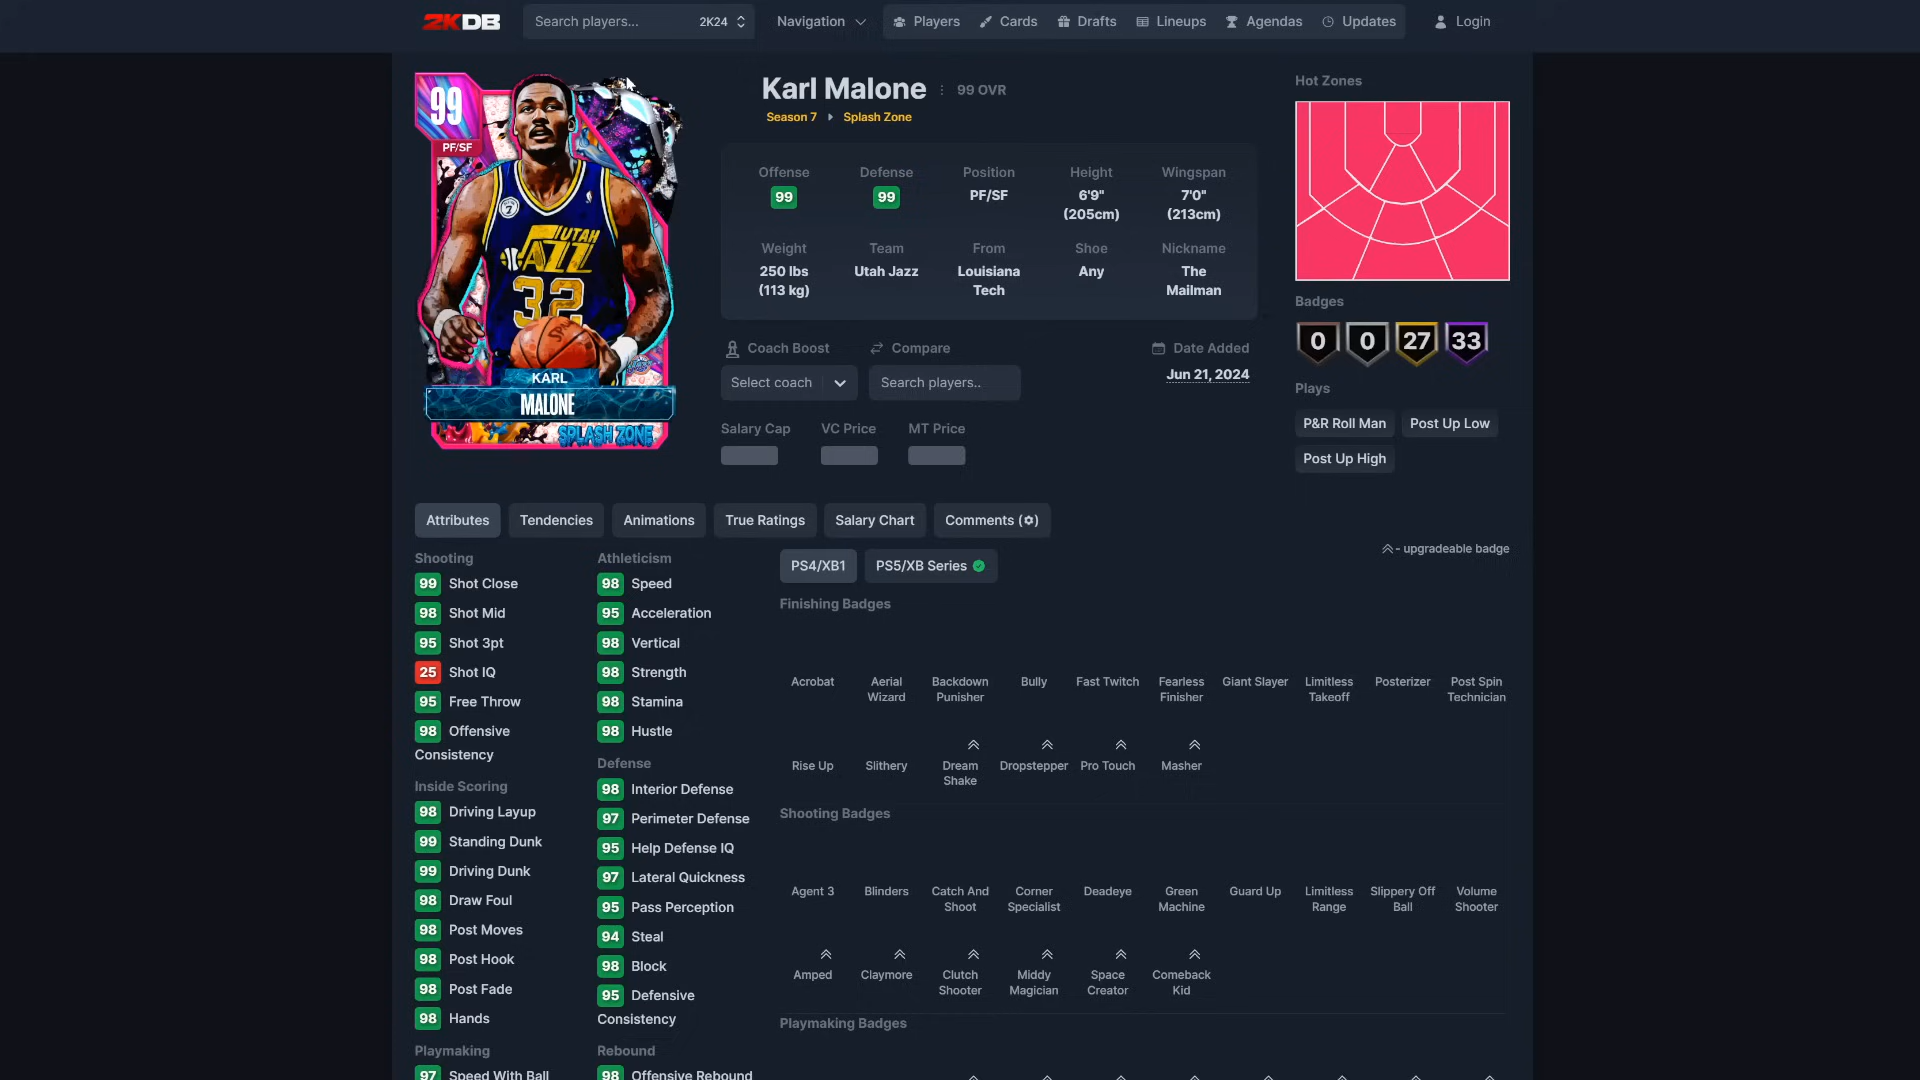 2KDB
Search players...
2K24
Navigation
Players
Cards
Drafts
Lineups
Agendas
Updates
Login
99
PF/SF
7
UTAH
JAZZ
32
KARL
MALONE
SPLASH ZONE
Karl Malone : 99 OVR
Season 7
Splash Zone
Offense
Defense
Position
Height
Wingspan
99
99
PF/SF
6'9"
7'0"
(205cm)
(213cm)
Weight
Team
From
Shoe
Nickname
250 lbs
Utah Jazz
Louisiana
Any
The
(113 kg)
Tech
Mailman
Coach Boost
Compare
Date Added
Select coach
Search players..
Jun 21, 2024
Salary Cap
VC Price
MT Price
Hot Zones
Badges
0
0
27
33
Plays
P&R Roll Man
Post Up Low
Post Up High
Attributes
Tendencies
Animations
True Ratings
Salary Chart
Comments
Shooting
99 Shot Close
98 Shot Mid
95 Shot 3pt
25 Shot IQ
95 Free Throw
98 Offensive
Consistency
Inside Scoring
98 Driving Layup
99 Standing Dunk
99 Driving Dunk
98 Draw Foul
98 Post Moves
98 Post Hook
98 Post Fade
98 Hands
Playmaking
97 Speed With Ball
Athleticism
98 Speed
95 Acceleration
98 Vertical
98 Strength
98 Stamina
98 Hustle
Defense
98 Interior Defense
97 Perimeter Defense
95 Help Defense IQ
97 Lateral Quickness
95 Pass Perception
94 Steal
98 Block
95 Defensive
Consistency
Rebound
98 Offensive Rebound
PS4/XB1
PS5/XB Series
- upgradeable badge
Finishing Badges
Acrobat
Aerial
Wizard
Backdown
Punisher
Bully
Fast Twitch
Fearless
Finisher
Giant Slayer
Limitless
Takeoff
Posterizer
Post Spin
Technician
Rise Up
Slithery
Dream
Shake
Dropstepper
Pro Touch
Masher
Shooting Badges
Agent 3
Blinders
Catch And
Shoot
Corner
Specialist
Deadeye
Green
Machine
Guard Up
Limitless
Range
Slippery Off
Ball
Volume
Shooter
Amped
Claymore
Clutch
Shooter
Middy
Magician
Space
Creator
Comeback
Kid
Playmaking Badges